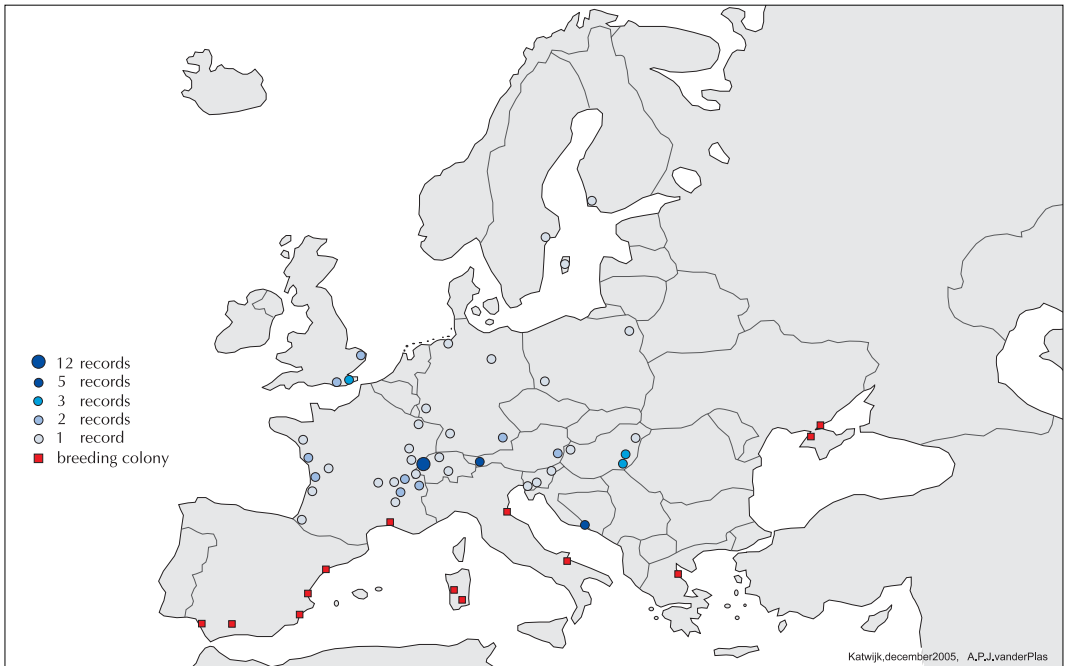 12 records
5 records
3 records
2 records
1 record
breeding colony
Katwijk,december2005, A.P.J.vanderPlas